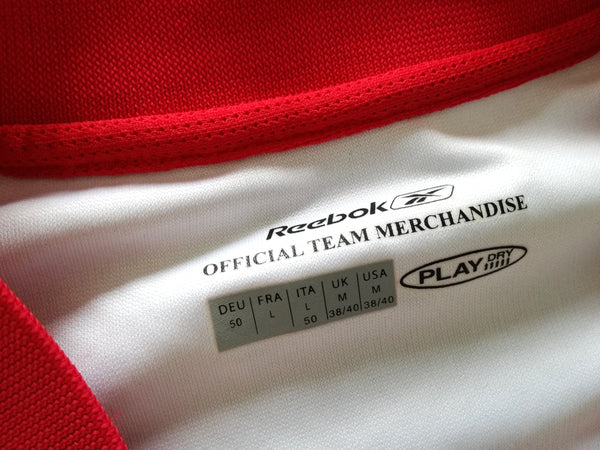 Reebok
OFFICIAL TEAM MERCHANDISE
PLAY DRY
DEU FRA ITA UK USA
50 L L M M
50 38/40 38/40